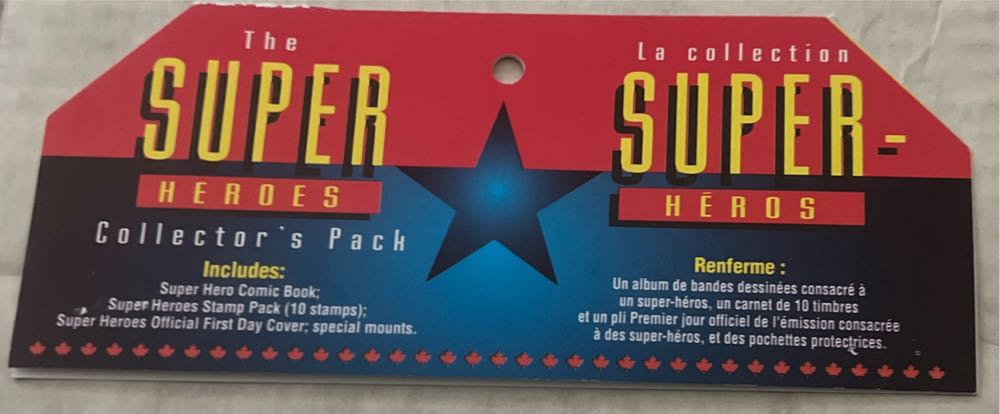 The
SUPER
HEROES
Collector's Pack
Includes:
Super Hero Comic Book;
Super Heroes Stamp Pack (10 stamps);
Super Heroes Official First Day Cover; special mounts.
La collection
SUPER-
HÉROS
Renferme :
Un album de bandes dessinées consacré à
un super-héros, un carnet de 10 timbres
et un pli Premier jour officiel de l'émission consacrée
à des super-héros, et des pochettes protectrices.